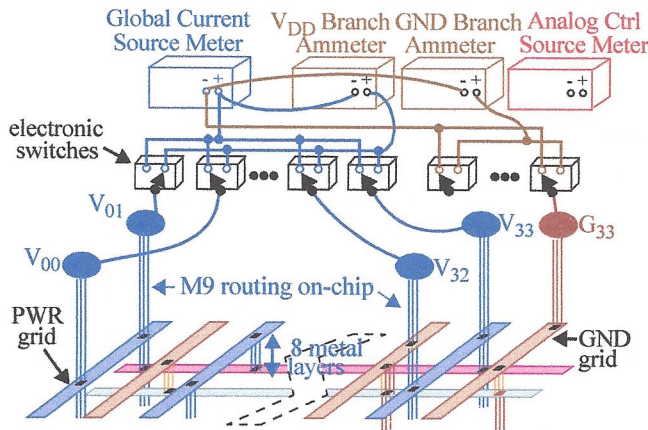 Global Current
Source Meter
V_DD Branch
Ammeter
GND Branch
Ammeter
Analog Ctrl
Source Meter
- +
- +
- +
- +
electronic
switches
V01
V00
V33
G33
V32
M9 routing on-chip
PWR
grid
8 metal
layers
GND
grid